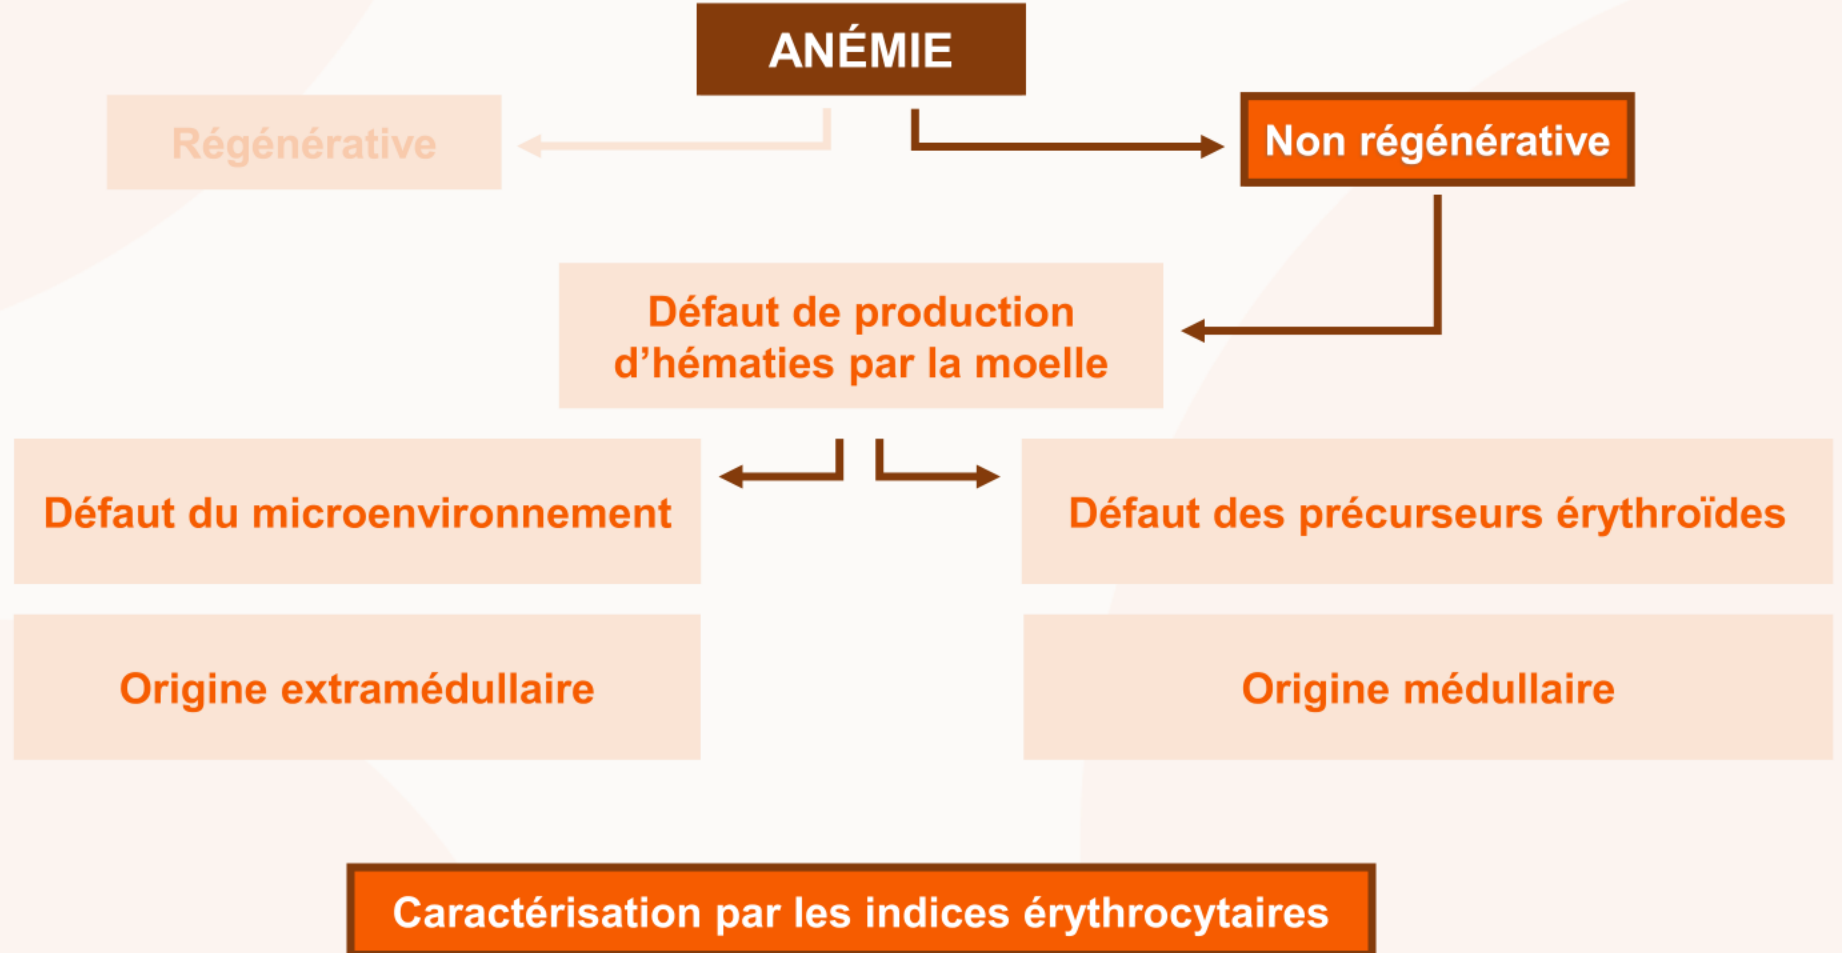 ANÉMIE
Régénérative
Non régénérative
Défaut de production
d’hématies par la moelle
Défaut du microenvironnement
Défaut des précurseurs érythroïdes
Origine extramédullaire
Origine médullaire
Caractérisation par les indices érythrocytaires